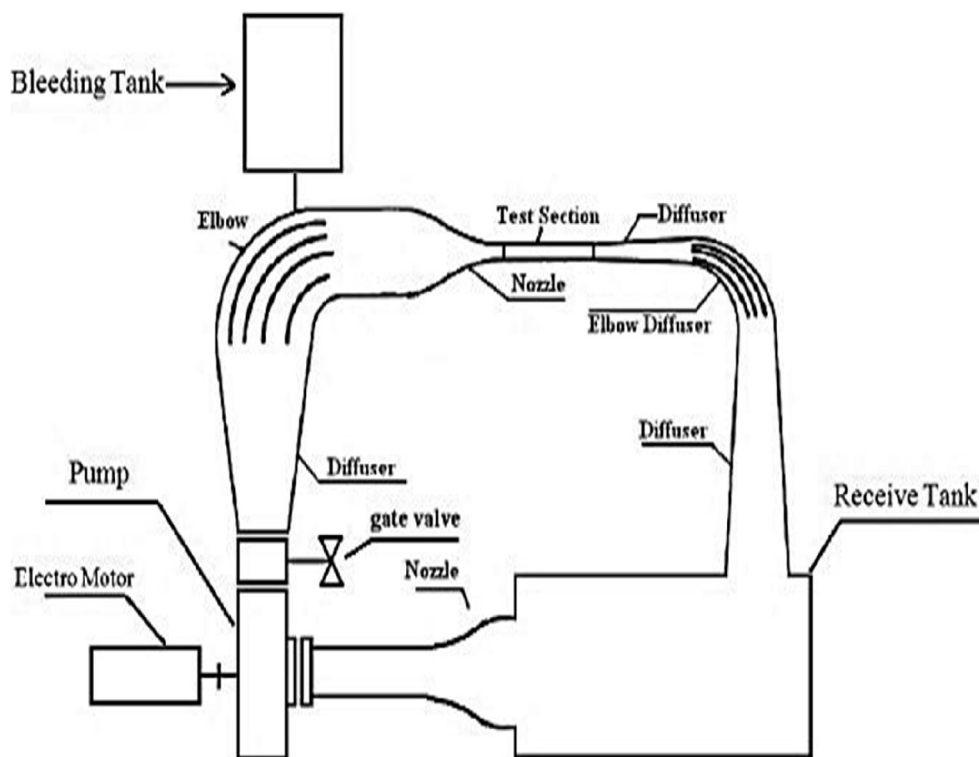 Bleeding Tank
Elbow
Test Section
Diffuser
Nozzle
Elbow Diffuser
Diffuser
Diffuser
Pump
Receive Tank
gate valve
Nozzle
Electro Motor